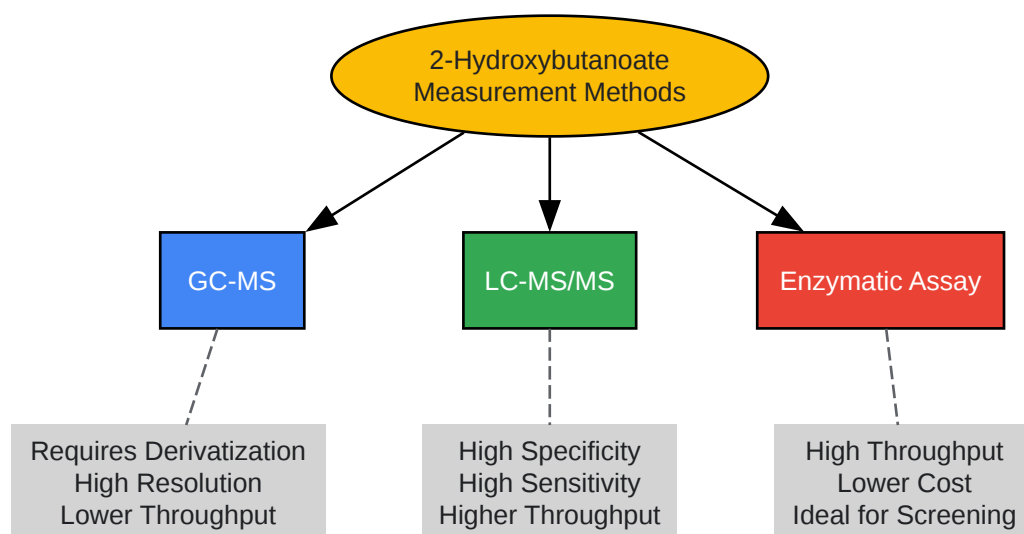 2-Hydroxybutanoate
Measurement Methods
GC-MS
LC-MS/MS
Enzymatic Assay
Requires Derivatization
High Resolution
Lower Throughput
High Specificity
High Sensitivity
Higher Throughput
High Throughput
Lower Cost
Ideal for Screening